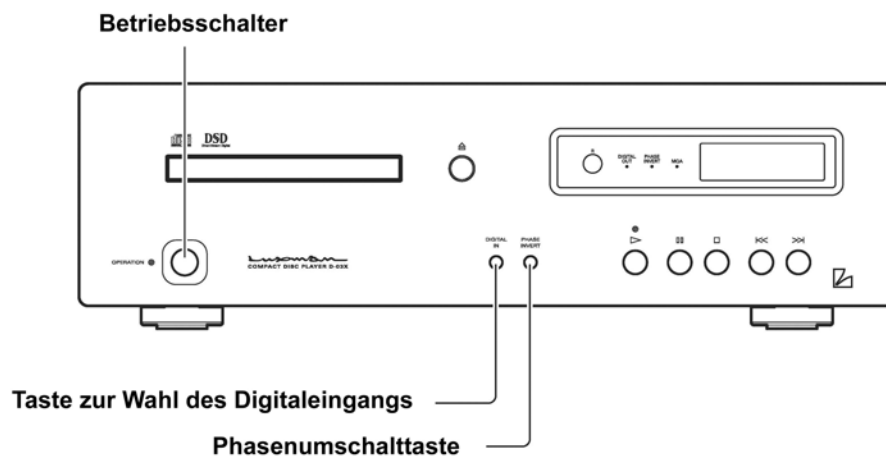 Betriebsschalter
DSD
DIGITAL
OUT
PHASE
INVERT
MQA
OPERATION
Luxman
COMPACT DISC PLAYER D-03X
DIGITAL
IN
PHASE
INVERT
Taste zur Wahl des Digitaleingangs
Phasenumschalttaste